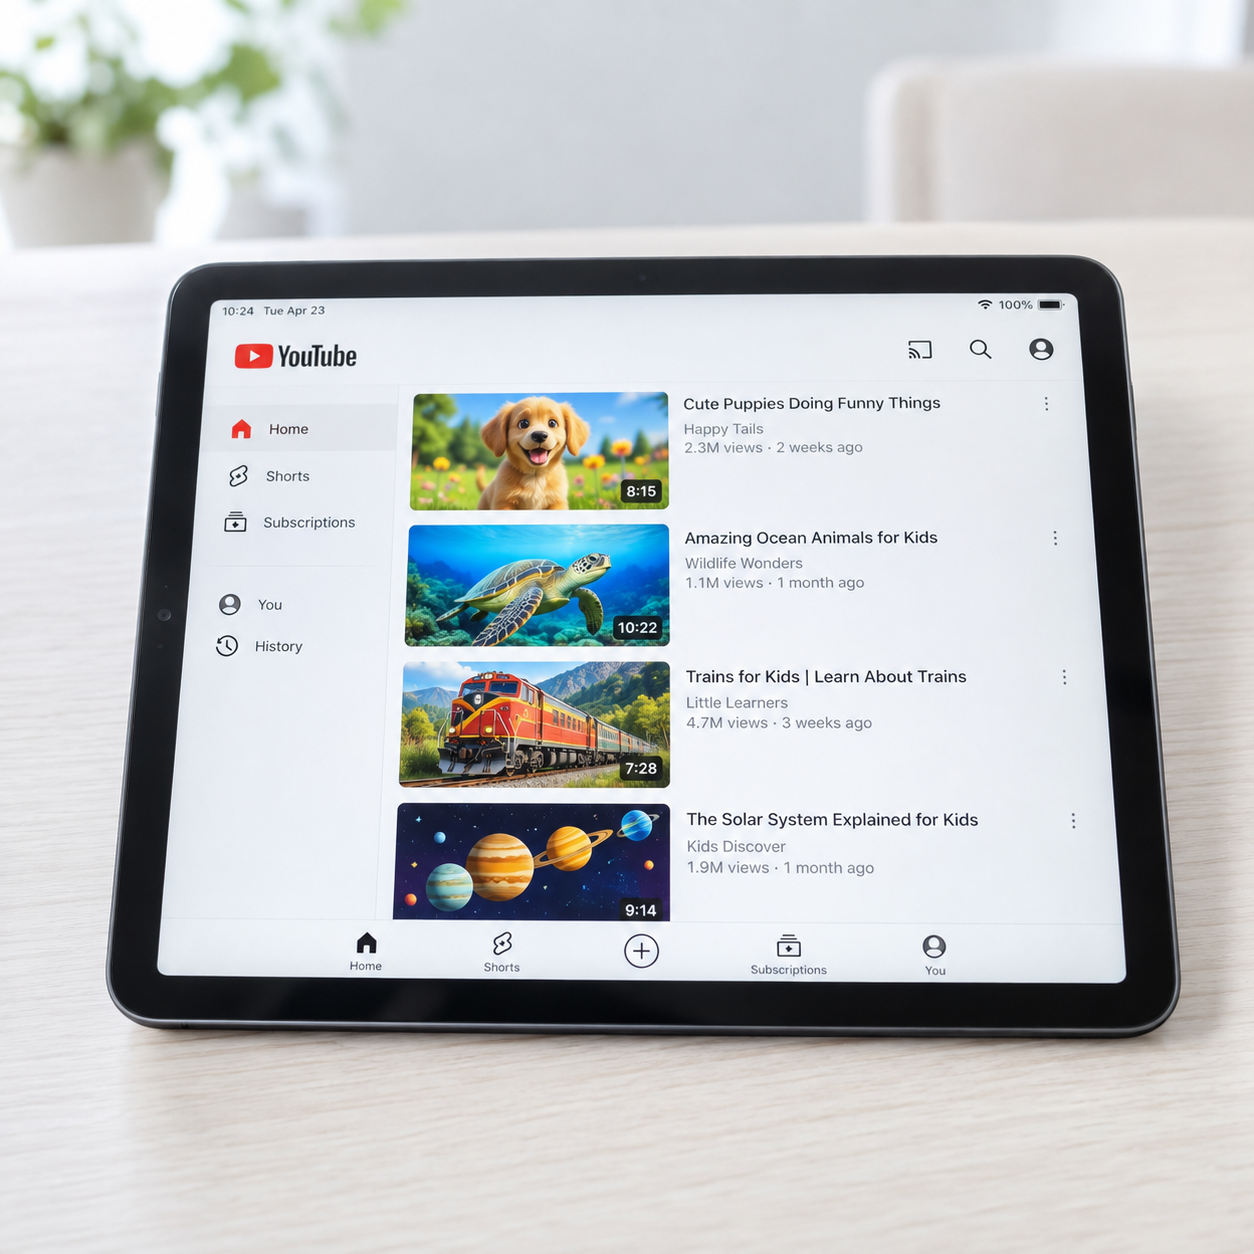 10:24 Tue Apr 23
100%
YouTube
Home
Shorts
Subscriptions
You
History
8:15
Cute Puppies Doing Funny Things
Happy Tails
2.3M views · 2 weeks ago
10:22
Amazing Ocean Animals for Kids
Wildlife Wonders
1.1M views · 1 month ago
7:28
Trains for Kids | Learn About Trains
Little Learners
4.7M views · 3 weeks ago
9:14
The Solar System Explained for Kids
Kids Discover
1.9M views · 1 month ago
Home
Shorts
Subscriptions
You